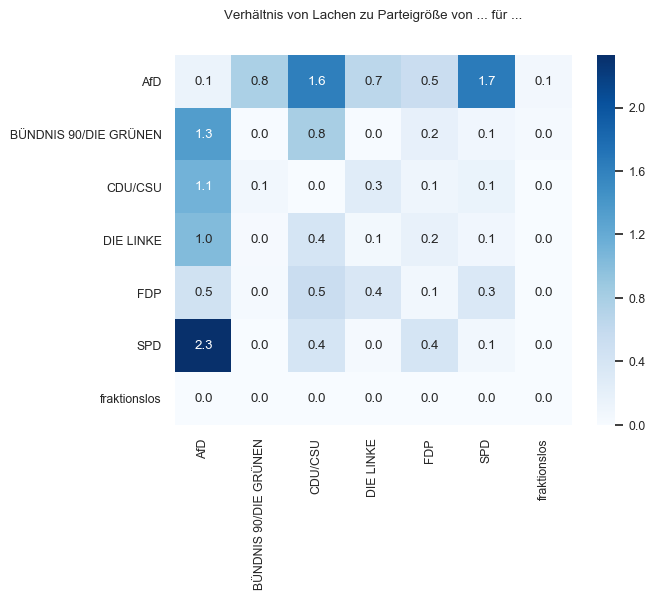 Verhältnis von Lachen zu Parteigröße von ... für ...
AfD 0.1 0.8 1.6 0.7 0.5 1.7 0.1
BÜNDNIS 90/DIE GRÜNEN 1.3 0.0 0.8 0.0 0.2 0.1 0.0
CDU/CSU 1.1 0.1 0.0 0.3 0.1 0.1 0.0
DIE LINKE 1.0 0.0 0.4 0.1 0.2 0.1 0.0
FDP 0.5 0.0 0.5 0.4 0.1 0.3 0.0
SPD 2.3 0.0 0.4 0.0 0.4 0.1 0.0
fraktionslos 0.0 0.0 0.0 0.0 0.0 0.0 0.0
AfD
BÜNDNIS 90/DIE GRÜNEN
CDU/CSU
DIE LINKE
FDP
SPD
fraktionslos
2.0
1.6
1.2
0.8
0.4
0.0